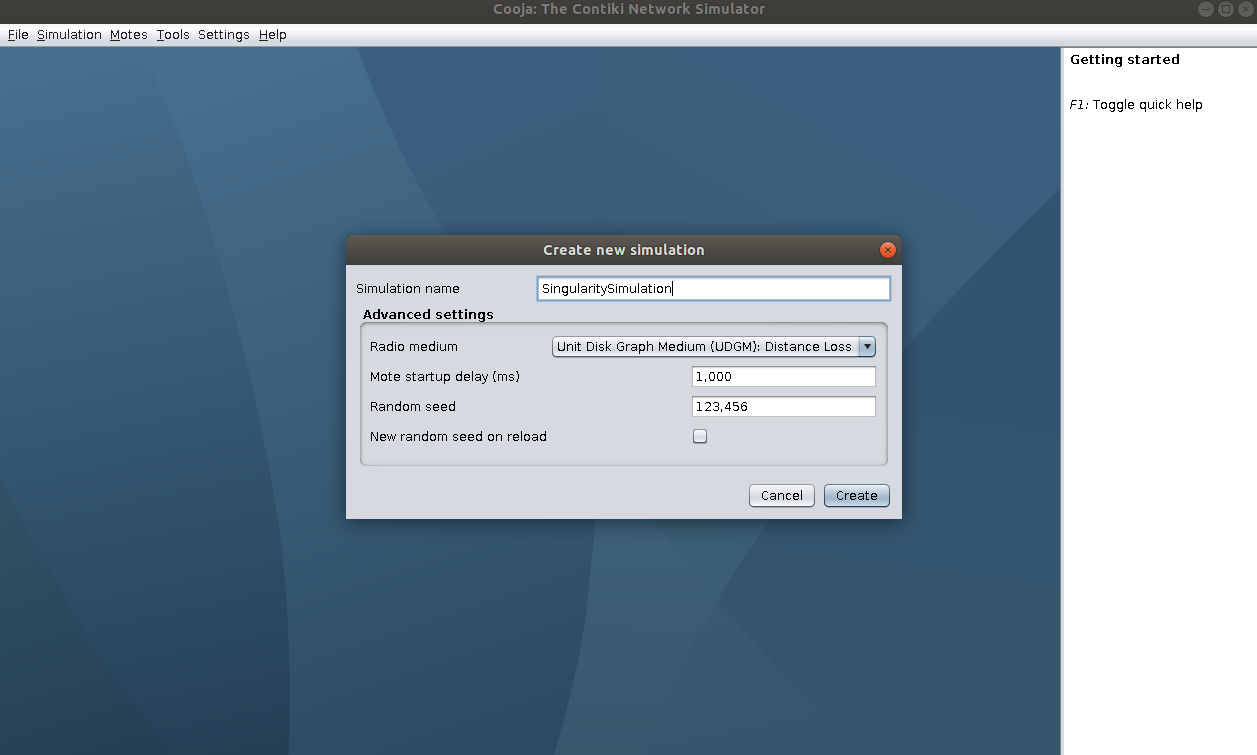 Cooja: The Contiki Network Simulator
File Simulation Motes Tools Settings Help
Getting started
F1: Toggle quick help
Create new simulation
Simulation name SingularitySimulation
Advanced settings
Radio medium Unit Disk Graph Medium (UDGM): Distance Loss
Mote startup delay (ms) 1,000
Random seed 123,456
New random seed on reload
Cancel Create